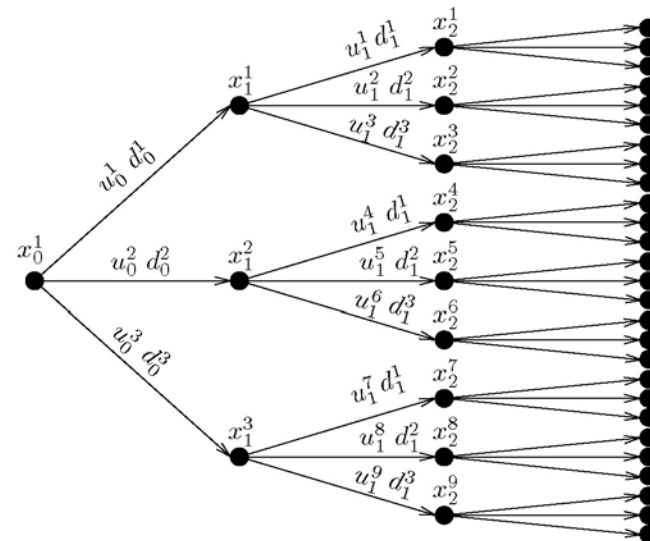 $x_2^1$
$u_1^1 \, d_1^1$
$x_1^1$
$x_2^2$
$u_1^2 \, d_1^2$
$u_1^3 \, d_1^3$
$x_2^3$
$u_0^1 \, d_0^1$
$x_2^4$
$u_1^4 \, d_1^1$
$x_0^1$
$u_0^2 \, d_0^2$
$x_1^2$
$x_2^5$
$u_1^5 \, d_1^2$
$u_1^6 \, d_1^3$
$x_2^6$
$u_0^3 \, d_0^3$
$x_2^7$
$u_1^7 \, d_1^1$
$x_1^3$
$x_2^8$
$u_1^8 \, d_1^2$
$u_1^9 \, d_1^3$
$x_2^9$